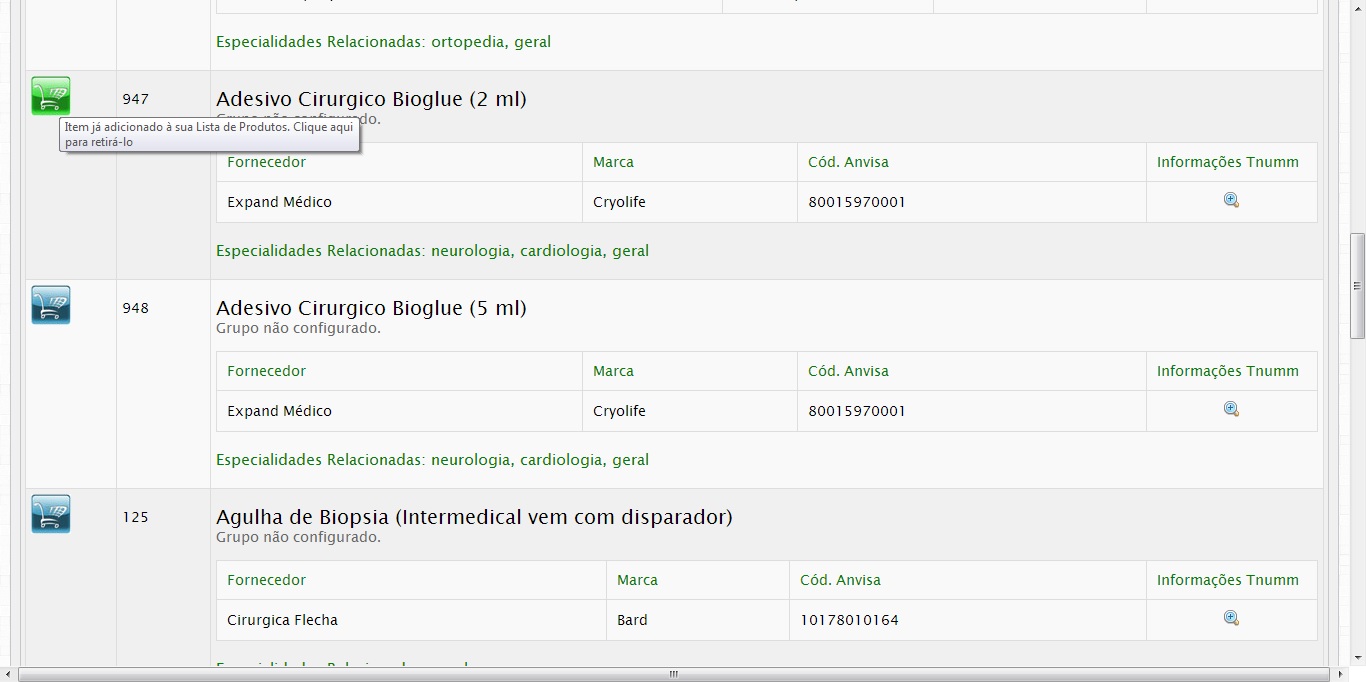 Especialidades Relacionadas: ortopedia, geral
947
Adesivo Cirurgico Bioglue (2 ml)
Grupo não configurado.
Item já adicionado à sua Lista de Produtos. Clique aqui
para retirá-lo
Fornecedor Marca Cód. Anvisa Informações Tnumm
Expand Médico Cryolife 80015970001
Especialidades Relacionadas: neurologia, cardiologia, geral
948
Adesivo Cirurgico Bioglue (5 ml)
Grupo não configurado.
Fornecedor Marca Cód. Anvisa Informações Tnumm
Expand Médico Cryolife 80015970001
Especialidades Relacionadas: neurologia, cardiologia, geral
125
Agulha de Biopsia (Intermedical vem com disparador)
Grupo não configurado.
Fornecedor Marca Cód. Anvisa Informações Tnumm
Cirurgica Flecha Bard 10178010164